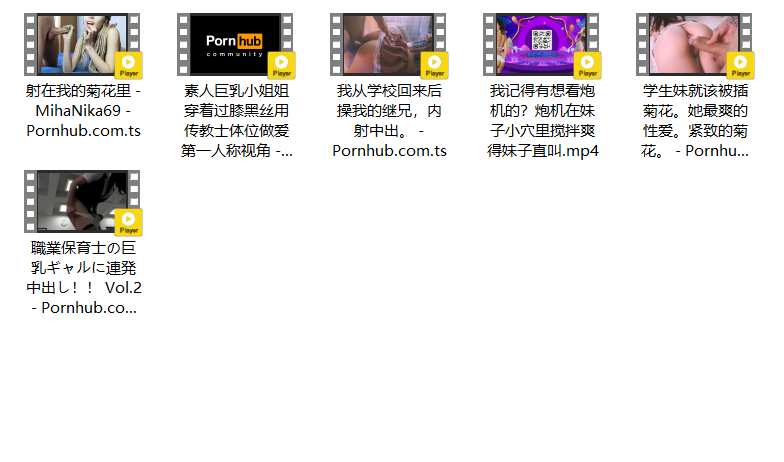 Pornhub
community
Player
Player
Player
Player
Player
射在我的菊花里 -
MihaNika69 -
Pornhub.com.ts
素人巨乳小姐姐
穿着过膝黑丝用
传教士体位做爱
第一人称视角 -...
我从学校回来后
操我的继兄，内
射中出。 -
Pornhub.com.ts
我记得有想看炮
机的？炮机在妹
子小穴里搅拌爽
得妹子直叫.mp4
学生妹就该被插
菊花。她最爽的
性爱。紧致的菊
花。 - Pornhu...
Player
職業保育士の巨
乳ギャルに連発
中出し！！ Vol.2
- Pornhub.co...